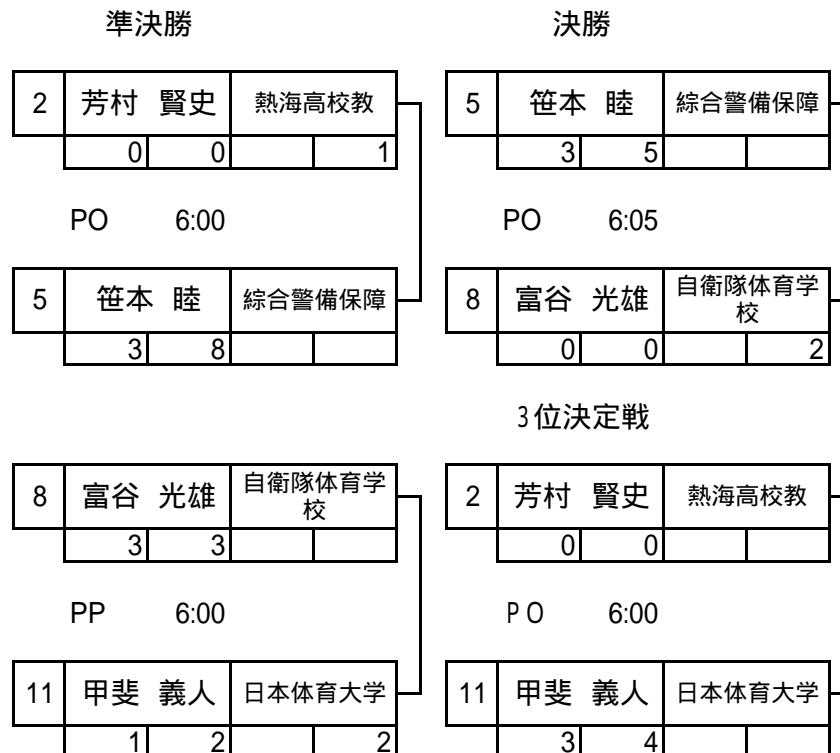 準決勝
決勝
2 芳村 賢史 熱海高校教
0 0 1
PO 6:00
5 笹本 睦 綜合警備保障
3 8
5 笹本 睦 綜合警備保障
3 5
PO 6:05
8 富谷 光雄 自衛隊体育学
校
0 0 2
3位決定戦
8 富谷 光雄 自衛隊体育学
校
3 3
PP 6:00
11 甲斐 義人 日本体育大学
1 2 2
2 芳村 賢史 熱海高校教
0 0
PO 6:00
11 甲斐 義人 日本体育大学
3 4